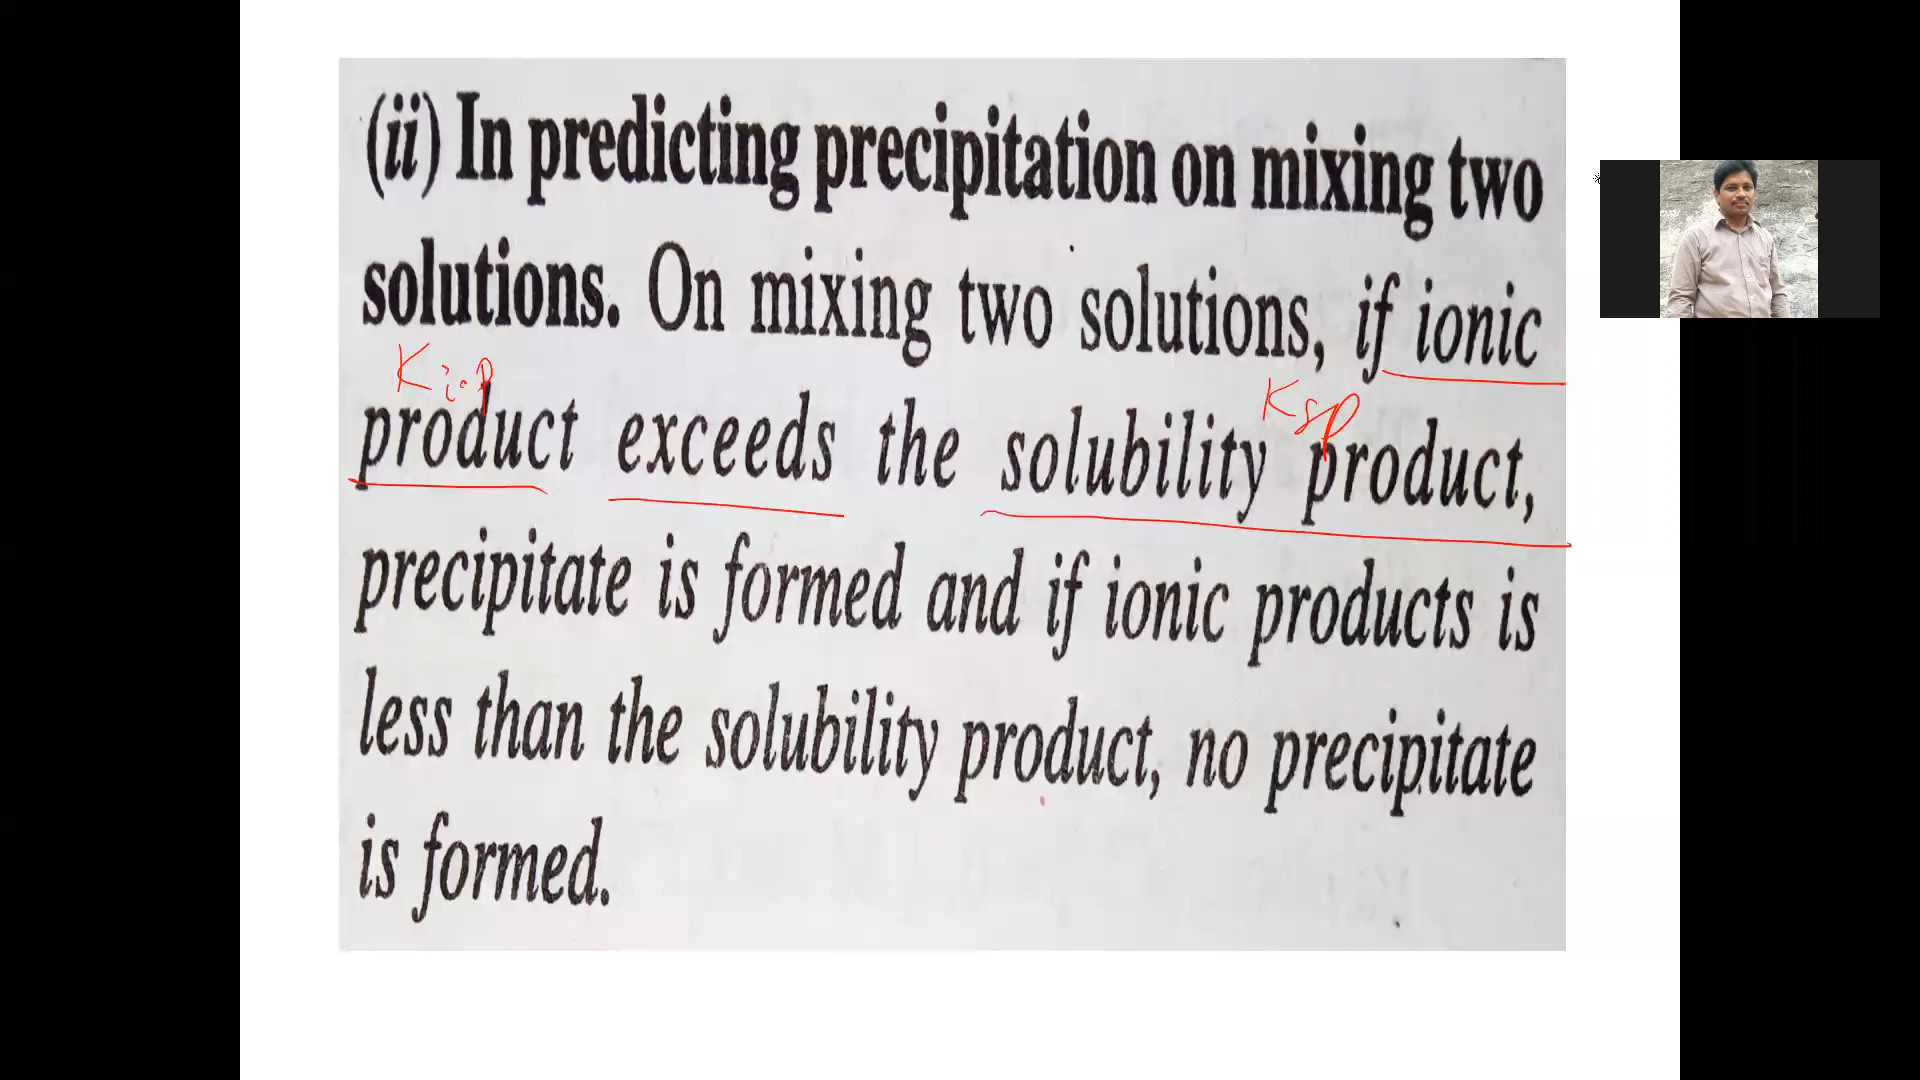 (ii) In predicting precipitation on mixing two
solutions. On mixing two solutions, if ionic
Ki.p Ksp
product exceeds the solubility product,
precipitate is formed and if ionic products is
less than the solubility product, no precipitate
is formed.